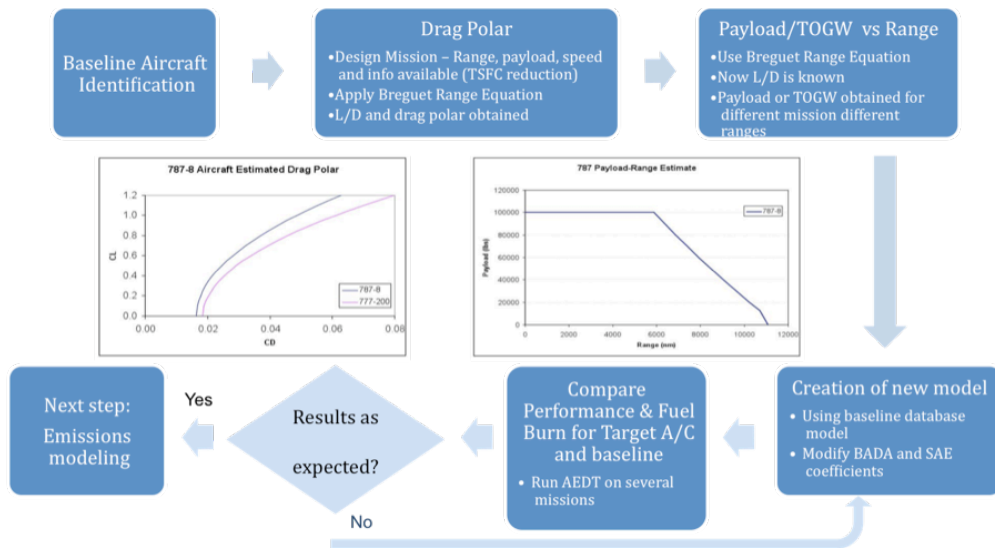 Baseline Aircraft
Identification
Drag Polar
•Design Mission – Range, payload, speed
and info available (TSFC reduction)
•Apply Breguet Range Equation
•L/D and drag polar obtained
Payload/TOGW vs Range
•Use Breguet Range Equation
•Now L/D is known
•Payload or TOGW obtained for
different mission different
ranges
787-8 Aircraft Estimated Drag Polar
CL
1.2
1.0
0.8
0.6
0.4
0.2
0.0
0.00
0.02
0.04
0.06
0.08
CD
787-8
777-200
787 Payload-Range Estimate
Payload (lbs)
120000
100000
80000
60000
40000
20000
0
0
2000
4000
6000
8000
10000
12000
Range (nm)
787-8
Next step:
Emissions
modeling
Yes
Results as
expected?
No
Compare
Performance & Fuel
Burn for Target A/C
and baseline
• Run AEDT on several
missions
Creation of new model
• Using baseline database
model
• Modify BADA and SAE
coefficients